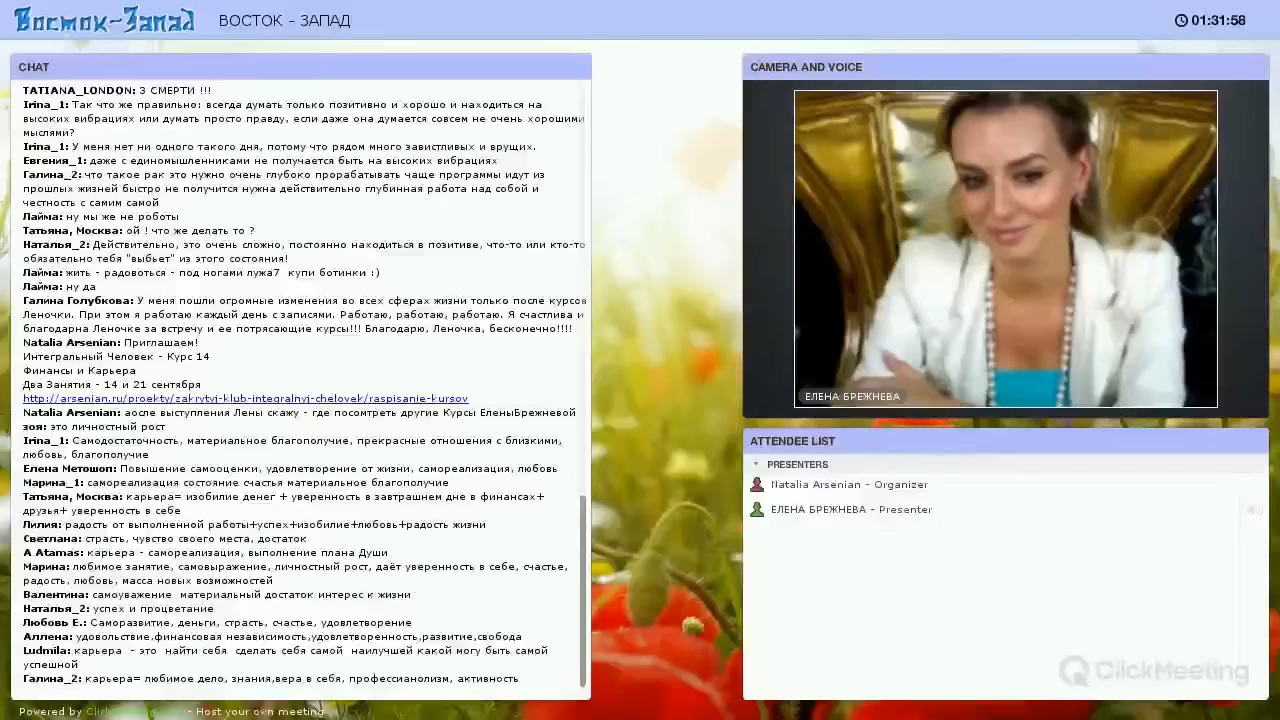 Восток-Запад
ВОСТОК - ЗАПАД
01:31:58
CHAT
TATIANA_LONDON: 3 СМЕРТИ !!!
Irina_1: Так что же правильно: всегда думать только позитивно и хорошо и находиться на
высоких вибрациях или думать просто правду, если даже она думается совсем не очень хорошими
мыслями?
Irina_1: У меня нет ни одного такого дня, потому что рядом много завистливых и врущих.
Евгения_1: даже с единомышленниками не получается быть на высоких вибрациях
Галина_2: что такое рак это нужно очень глубоко прорабатывать чаще программы идут из
прошлых жизней быстро не получится нужна действительно глубинная работа над собой и
честность с самим самой
Лайма: ну мы же не роботы
Татьяна, Москва: ой ! что же делать то ?
Наталья_2: Действительно, это очень сложно, постоянно находиться в позитиве, что-то или кто-то
обязательно тебя "выбьет" из этого состояния!
Лайма: жить - радовоться - под ногами лужа7 купи ботинки :)
Лайма: ну да
Галина Голубкова: У меня пошли огромные изменения во всех сферах жизни только после курсов
Леночки. При этом я работаю каждый день с записями. Работаю, работаю, работаю. Я счастлива и
благодарна Леночке за встречу и ее потрясающие курсы!!! Благодарю, Леночка, бесконечно!!!!
Natalia Arsenian: Приглашаем!
Интегральный Человек - Курс 14
Финансы и Карьера
Два Занятия - 14 и 21 сентября
http://arsenian.ru/proekty/zakrytyj-klub-integralnyj-chelovek/raspisanie-kursov
Natalia Arsenian: аосле выступления Лены скажу - где посомтреть другие Курсы ЕленыБрежневой
зоя: это личностный рост
Irina_1: Самодостаточность, материальное благополучие, прекрасные отношения с близкими,
любовь, благополучие
Елена Метошоп: Повышение самооценки, удовлетворение от жизни, самореализация, любовь
Марина_1: самореализация состояние счастья материальное благополучие
Татьяна, Москва: карьера= изобилие денег + уверенность в завтрашнем дне в финансах+
друзья+ уверенность в себе
Лилия: радость от выполненной работы+успех+изобилие+любовь+радость жизни
Светлана: страсть, чувство своего места, достаток
A Atamas: карьера - самореализация, выполнение плана Души
Марина: любимое занятие, самовыражение, личностный рост, даёт уверенность в себе, счастье,
радость, любовь, масса новых возможностей
Валентина: самоуважение материальный достаток интерес к жизни
Наталья_2: успех и процветание
Любовь Е.: Саморазвитие, деньги, страсть, счастье, удовлетворение
Аллена: удовольствие,финансовая независимость,удовлетворенность,развитие,свобода
Ludmila: карьера - это найти себя сделать себя самой наилучшей какой могу быть самой
успешной
Галина_2: карьера= любимое дело, знания,вера в себя, профессианолизм, активность
Powered by - Host your own meeting
CAMERA AND VOICE
ЕЛЕНА БРЕЖНЕВА
ATTENDEE LIST
PRESENTERS
Natalia Arsenian - Organizer
ЕЛЕНА БРЕЖНЕВА - Presenter
ClickMeeting